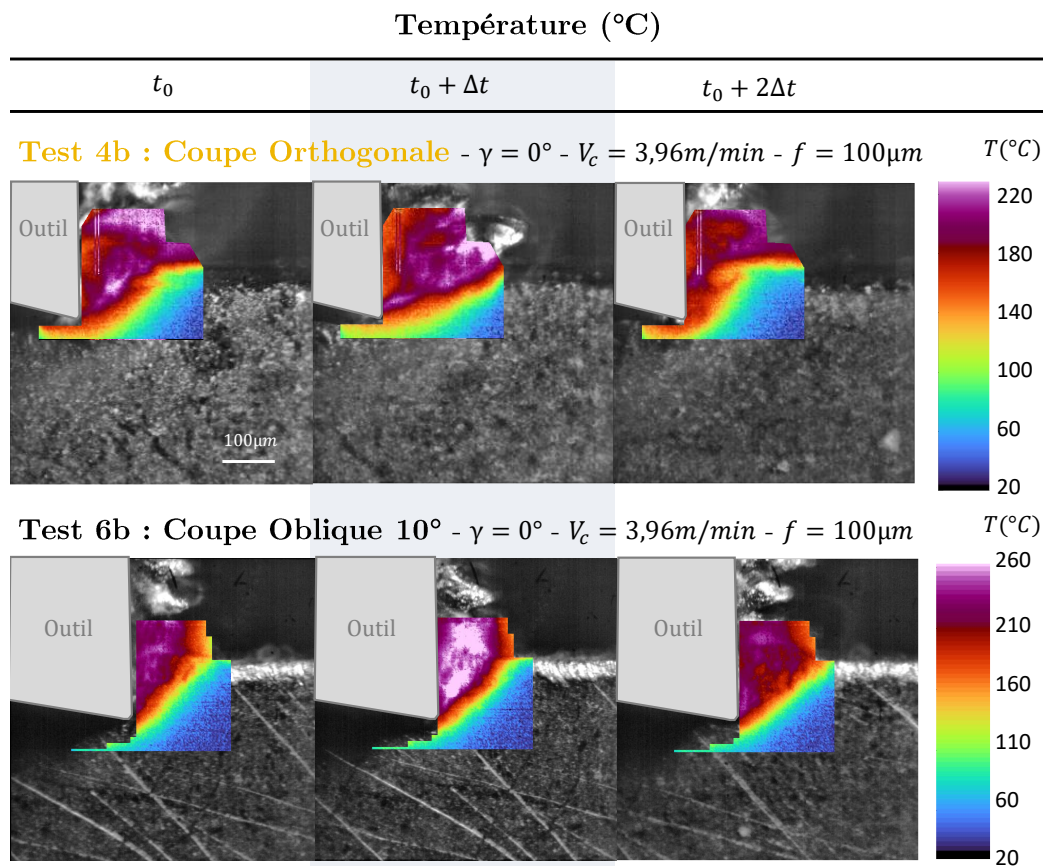 Température (°C)
t₀ t₀ + Δt t₀ + 2Δt
Test 4b : Coupe Orthogonale - γ = 0° - V_c = 3,96m/min - f = 100μm
T(°C)
Outil Outil Outil
220
180
140
100
60
20
100μm
Test 6b : Coupe Oblique 10° - γ = 0° - V_c = 3,96m/min - f = 100μm
T(°C)
Outil Outil Outil
260
210
160
110
60
20